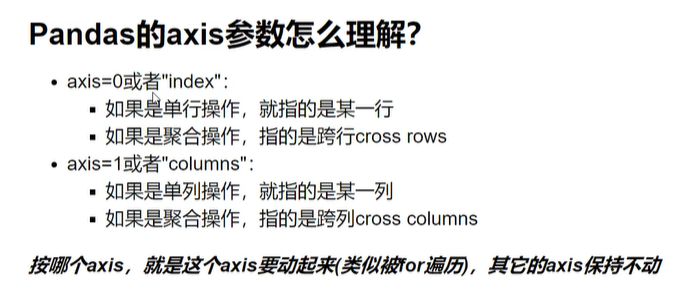 Pandas的axis参数怎么理解?
axis=0或者"index":
如果是单行操作，就指的是某一行
如果是聚合操作，指的是跨行cross rows
axis=1或者"columns":
如果是单列操作，就指的是某一列
如果是聚合操作，指的是跨列cross columns
按哪个axis，就是这个axis要动起来(类似被for遍历)，其它的axis保持不动